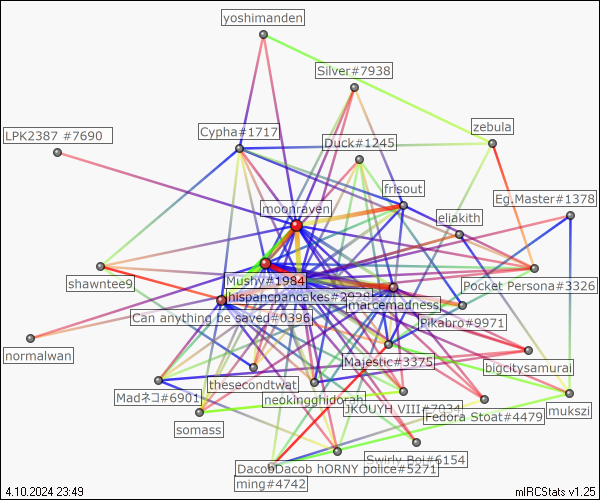 yoshimanden
Silver#7938
zebula
Cypha#1717
LPK2387 #7690
Duck#1245
frisout
Eg.Master#1378
moonraven
eliakith
shawntee9
Mushy#1984
Pocket Persona#3326
hispancpancakes#2938
marcemadness
Can anything be saved#0396
Pikabro#9971
normalwan
Majestic#3375
bigcitysamurai
thesecondtwat
Madネコ#6901
neokingghidorah
mukszi
JKOUYH VIII#7934
Fedora Stoat#4479
somass
Swirly Boi#6154
DacobDacob hORNY police#5271
ming#4742
4.10.2024 23:49
mIRCStats v1.25